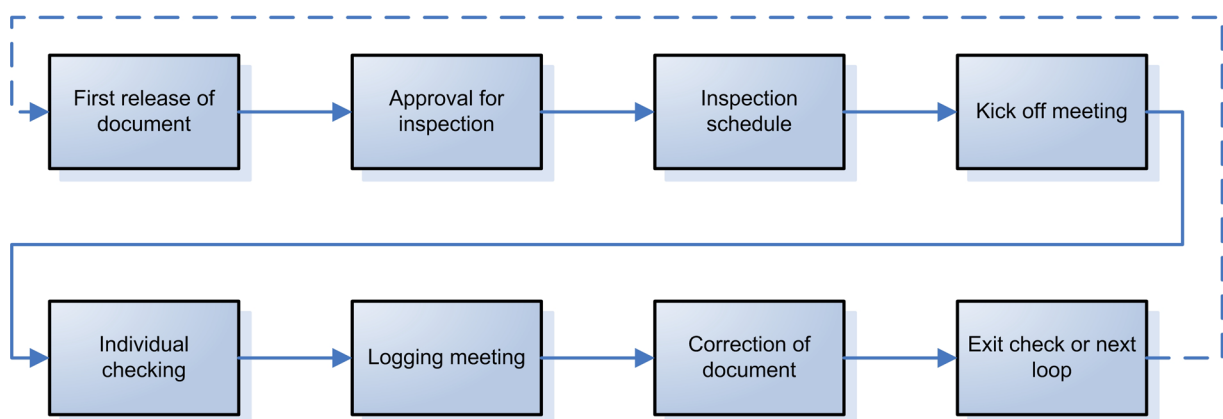 First release of
document
Approval for
inspection
Inspection
schedule
Kick off meeting
Individual
checking
Logging meeting
Correction of
document
Exit check or next
loop